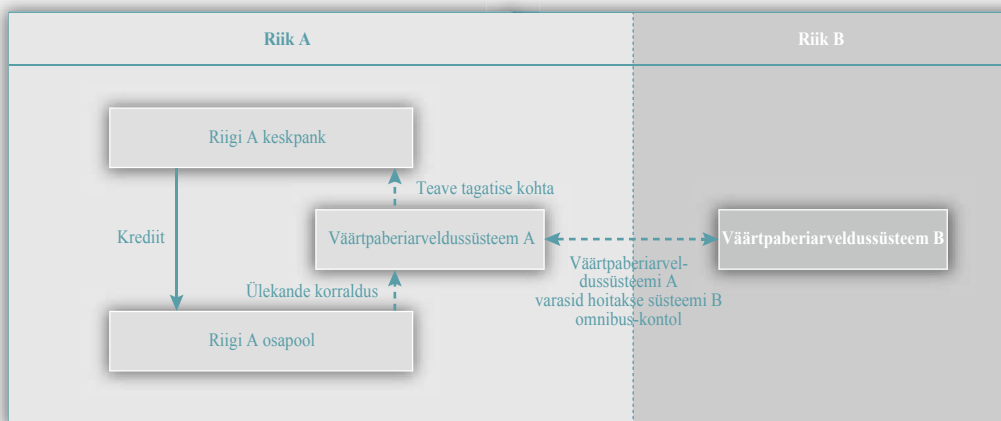 Riik A
Riik B
Riigi A keskpank
Teave tagatise kohta
Krediit
Väärtpaberiarveldussüsteem A
Väärtpaberiarveldussüsteem B
Väärtpaberiarvel-
dussüsteemi A
varasid hoitakse süsteemi B
omnibus-kontol
Ülekande korraldus
Riigi A osapool